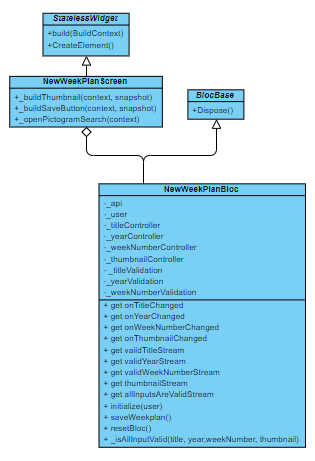 StatelessWidget
+build(BuildContext)
+CreateElement()
NewWeekPlanScreen
+_buildThumbnail(context, snapshot)
+_buildSaveButton(context, snapshot)
+_openPictogramSearch(context)
BlocBase
+Dispose()
NewWeekPlanBloc
-_api
-_user
-_titleController
-_yearController
-_weekNumberController
-_thumbnailController
-_titleValidation
-_yearValidation
-_weekNumberValidation
+ get onTitleChanged
+ get onYearChanged
+ get onWeekNumberChanged
+ get onThumbnailChanged
+ get vaildTitleStream
+ get validYearStream
+ get validWeekNumberStream
+ get thumbnailStream
+ get allInputsAreValidStream
+ initialize(user)
+ saveWeekplan()
+ resetBloc()
+ _isAllInputValid(title, year,weekNumber, thumbnail)